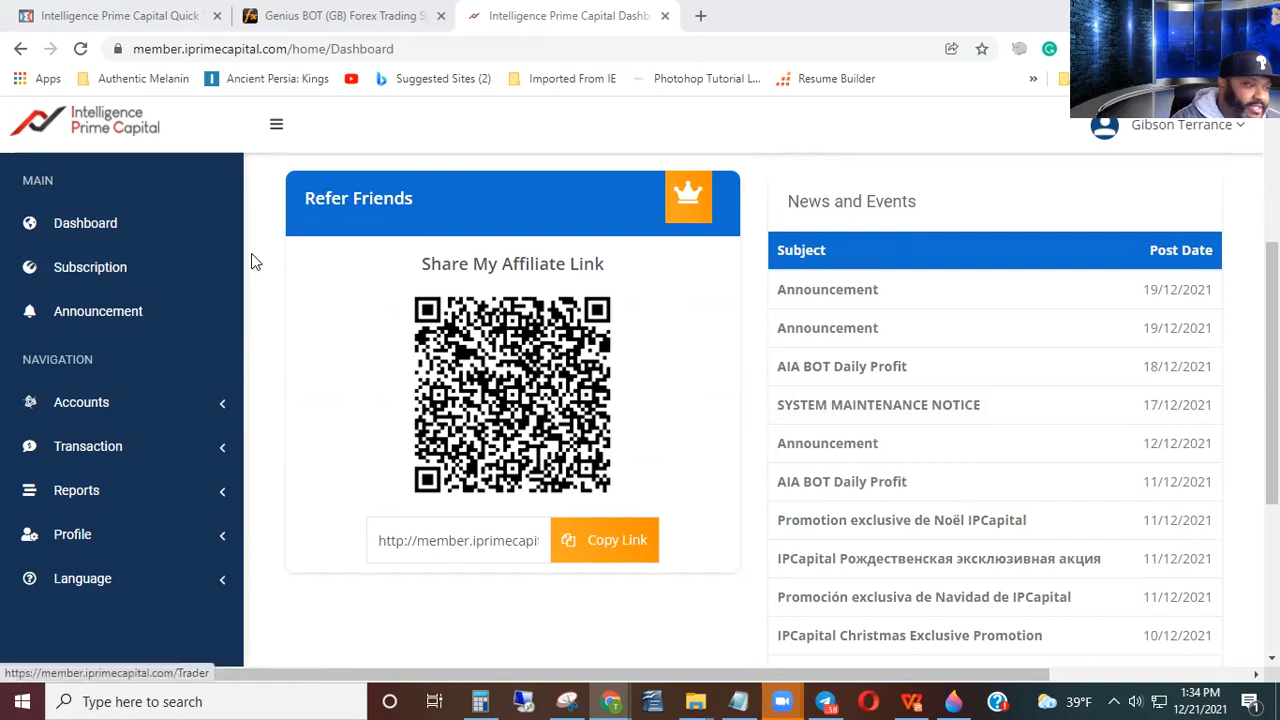 Intelligence Prime Capital Quick
Genius BOT (GB) Forex Trading S
Intelligence Prime Capital Dashb
member.iprimecapital.com/home/Dashboard
Apps
Authentic Melanin
Ancient Persia: Kings
Suggested Sites (2)
Imported From IE
Photohop Tutorial L...
Resume Builder
»
Intelligence
Prime Capital
Gibson Terrance
MAIN
Dashboard
Subscription
Announcement
NAVIGATION
Accounts
Transaction
Reports
Profile
Language
Refer Friends
Share My Affiliate Link
http://member.iprimecapi
Copy Link
News and Events
Subject Post Date
Announcement 19/12/2021
Announcement 19/12/2021
AIA BOT Daily Profit 18/12/2021
SYSTEM MAINTENANCE NOTICE 17/12/2021
Announcement 12/12/2021
AIA BOT Daily Profit 11/12/2021
Promotion exclusive de Noël IPCapital 11/12/2021
IPCapital Рождественская эксклюзивная акция 11/12/2021
Promoción exclusiva de Navidad de IPCapital 11/12/2021
IPCapital Christmas Exclusive Promotion 10/12/2021
https://member.iprimecapital.com/Trader
Type here to search
58
39°F
1:34 PM
12/21/2021
1